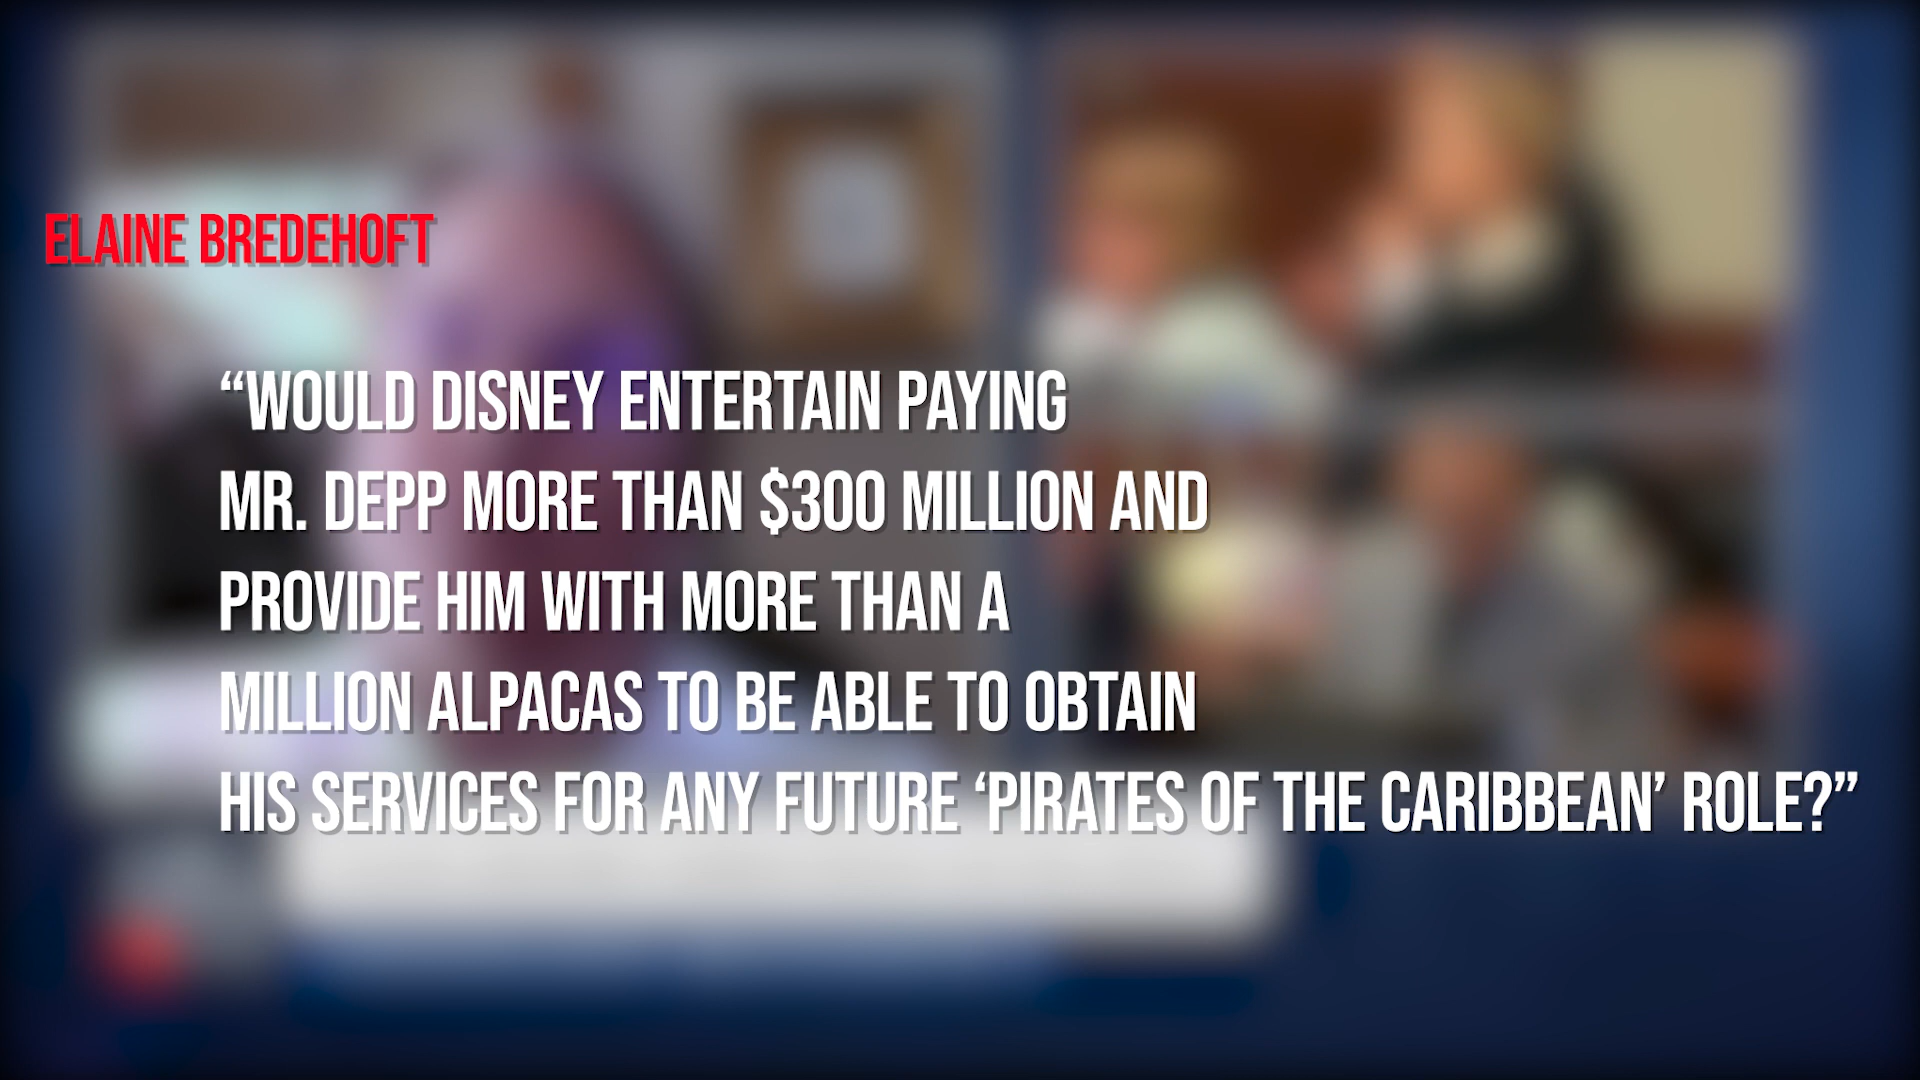 ELAINE BREDEHOFT
“WOULD DISNEY ENTERTAIN PAYING
MR. DEPP MORE THAN $300 MILLION AND
PROVIDE HIM WITH MORE THAN A
MILLION ALPACAS TO BE ABLE TO OBTAIN
HIS SERVICES FOR ANY FUTURE ‘PIRATES OF THE CARIBBEAN’ ROLE?”